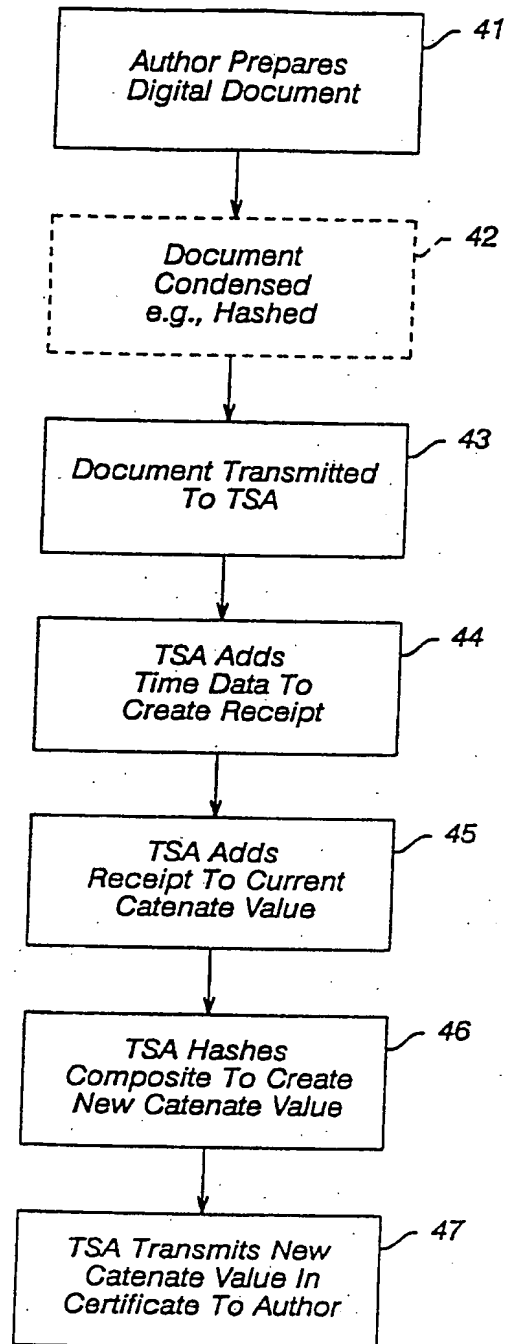 41
Author Prepares
Digital Document
42
Document
Condensed
e.g., Hashed
43
Document Transmitted
To TSA
44
TSA Adds
Time Data To
Create Receipt
45
TSA Adds
Receipt To Current
Catenate Value
46
TSA Hashes
Composite To Create
New Catenate Value
47
TSA Transmits New
Catenate Value In
Certificate To Author